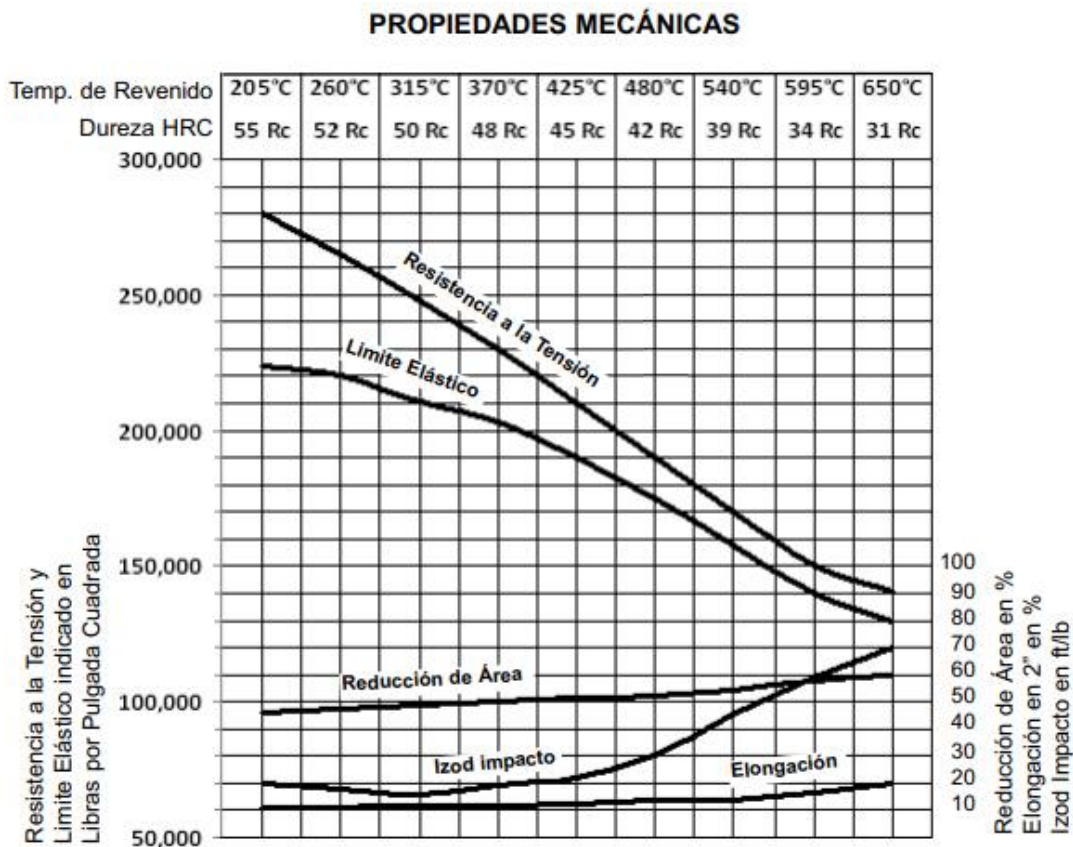 PROPIEDADES MECÁNICAS
Temp. de Revenido 205°C 260°C 315°C 370°C 425°C 480°C 540°C 595°C 650°C
Dureza HRC 55 Rc 52 Rc 50 Rc 48 Rc 45 Rc 42 Rc 39 Rc 34 Rc 31 Rc
300,000
250,000
200,000
150,000
100,000
50,000
Resistencia a la Tensión y
Limite Elástico indicado en
Libras por Pulgada Cuadrada
Resistencia a la Tensión
Limite Elástico
Reducción de Área
Izod impacto
Elongación
100
90
80
70
60
50
40
30
20
10
Reducción de Área en %
Elongación en 2" en %
Izod Impacto en ft/lb